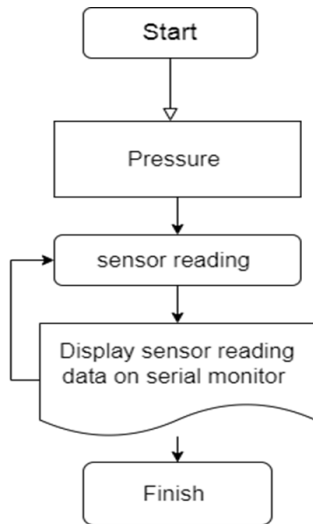 Start
Pressure
sensor reading
Display sensor reading
data on serial monitor
Finish